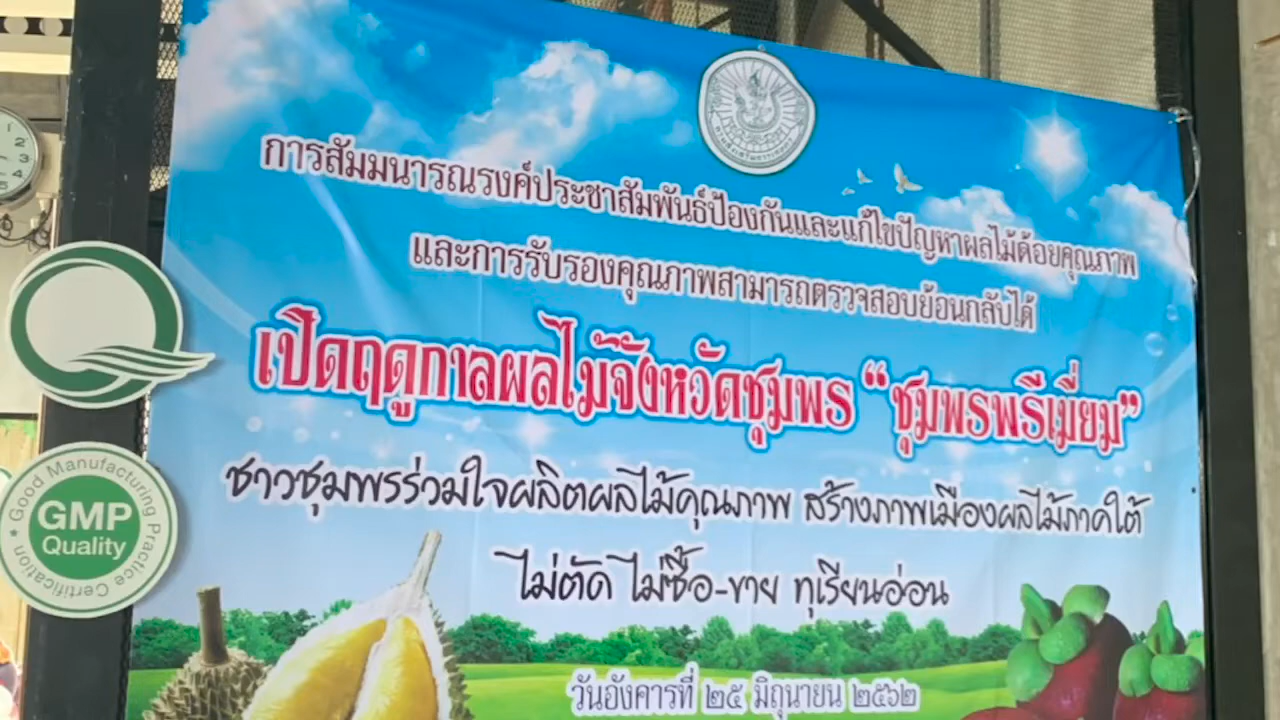 การสัมมนารณรงค์ประชาสัมพันธ์ป้องกันและแก้ไขปัญหาผลไม้ด้อยคุณภาพ
และการรับรองคุณภาพสามารถตรวจสอบย้อนกลับได้
เปิดฤดูกาลผลไม้จังหวัดชุมพร “ชุมพรพรีเมี่ยม”
ชาวชุมพรร่วมใจผลิตผลไม้คุณภาพ สร้างภาพเมืองผลไม้ภาคใต้
ไม่ตัด ไม่ซื้อ-ขาย ทุเรียนอ่อน
วันอังคารที่ ๒๕ มิถุนายน ๒๕๖๒
Q
Good Manufacturing Practice Certification
GMP
Quality
1
2
3
4
5